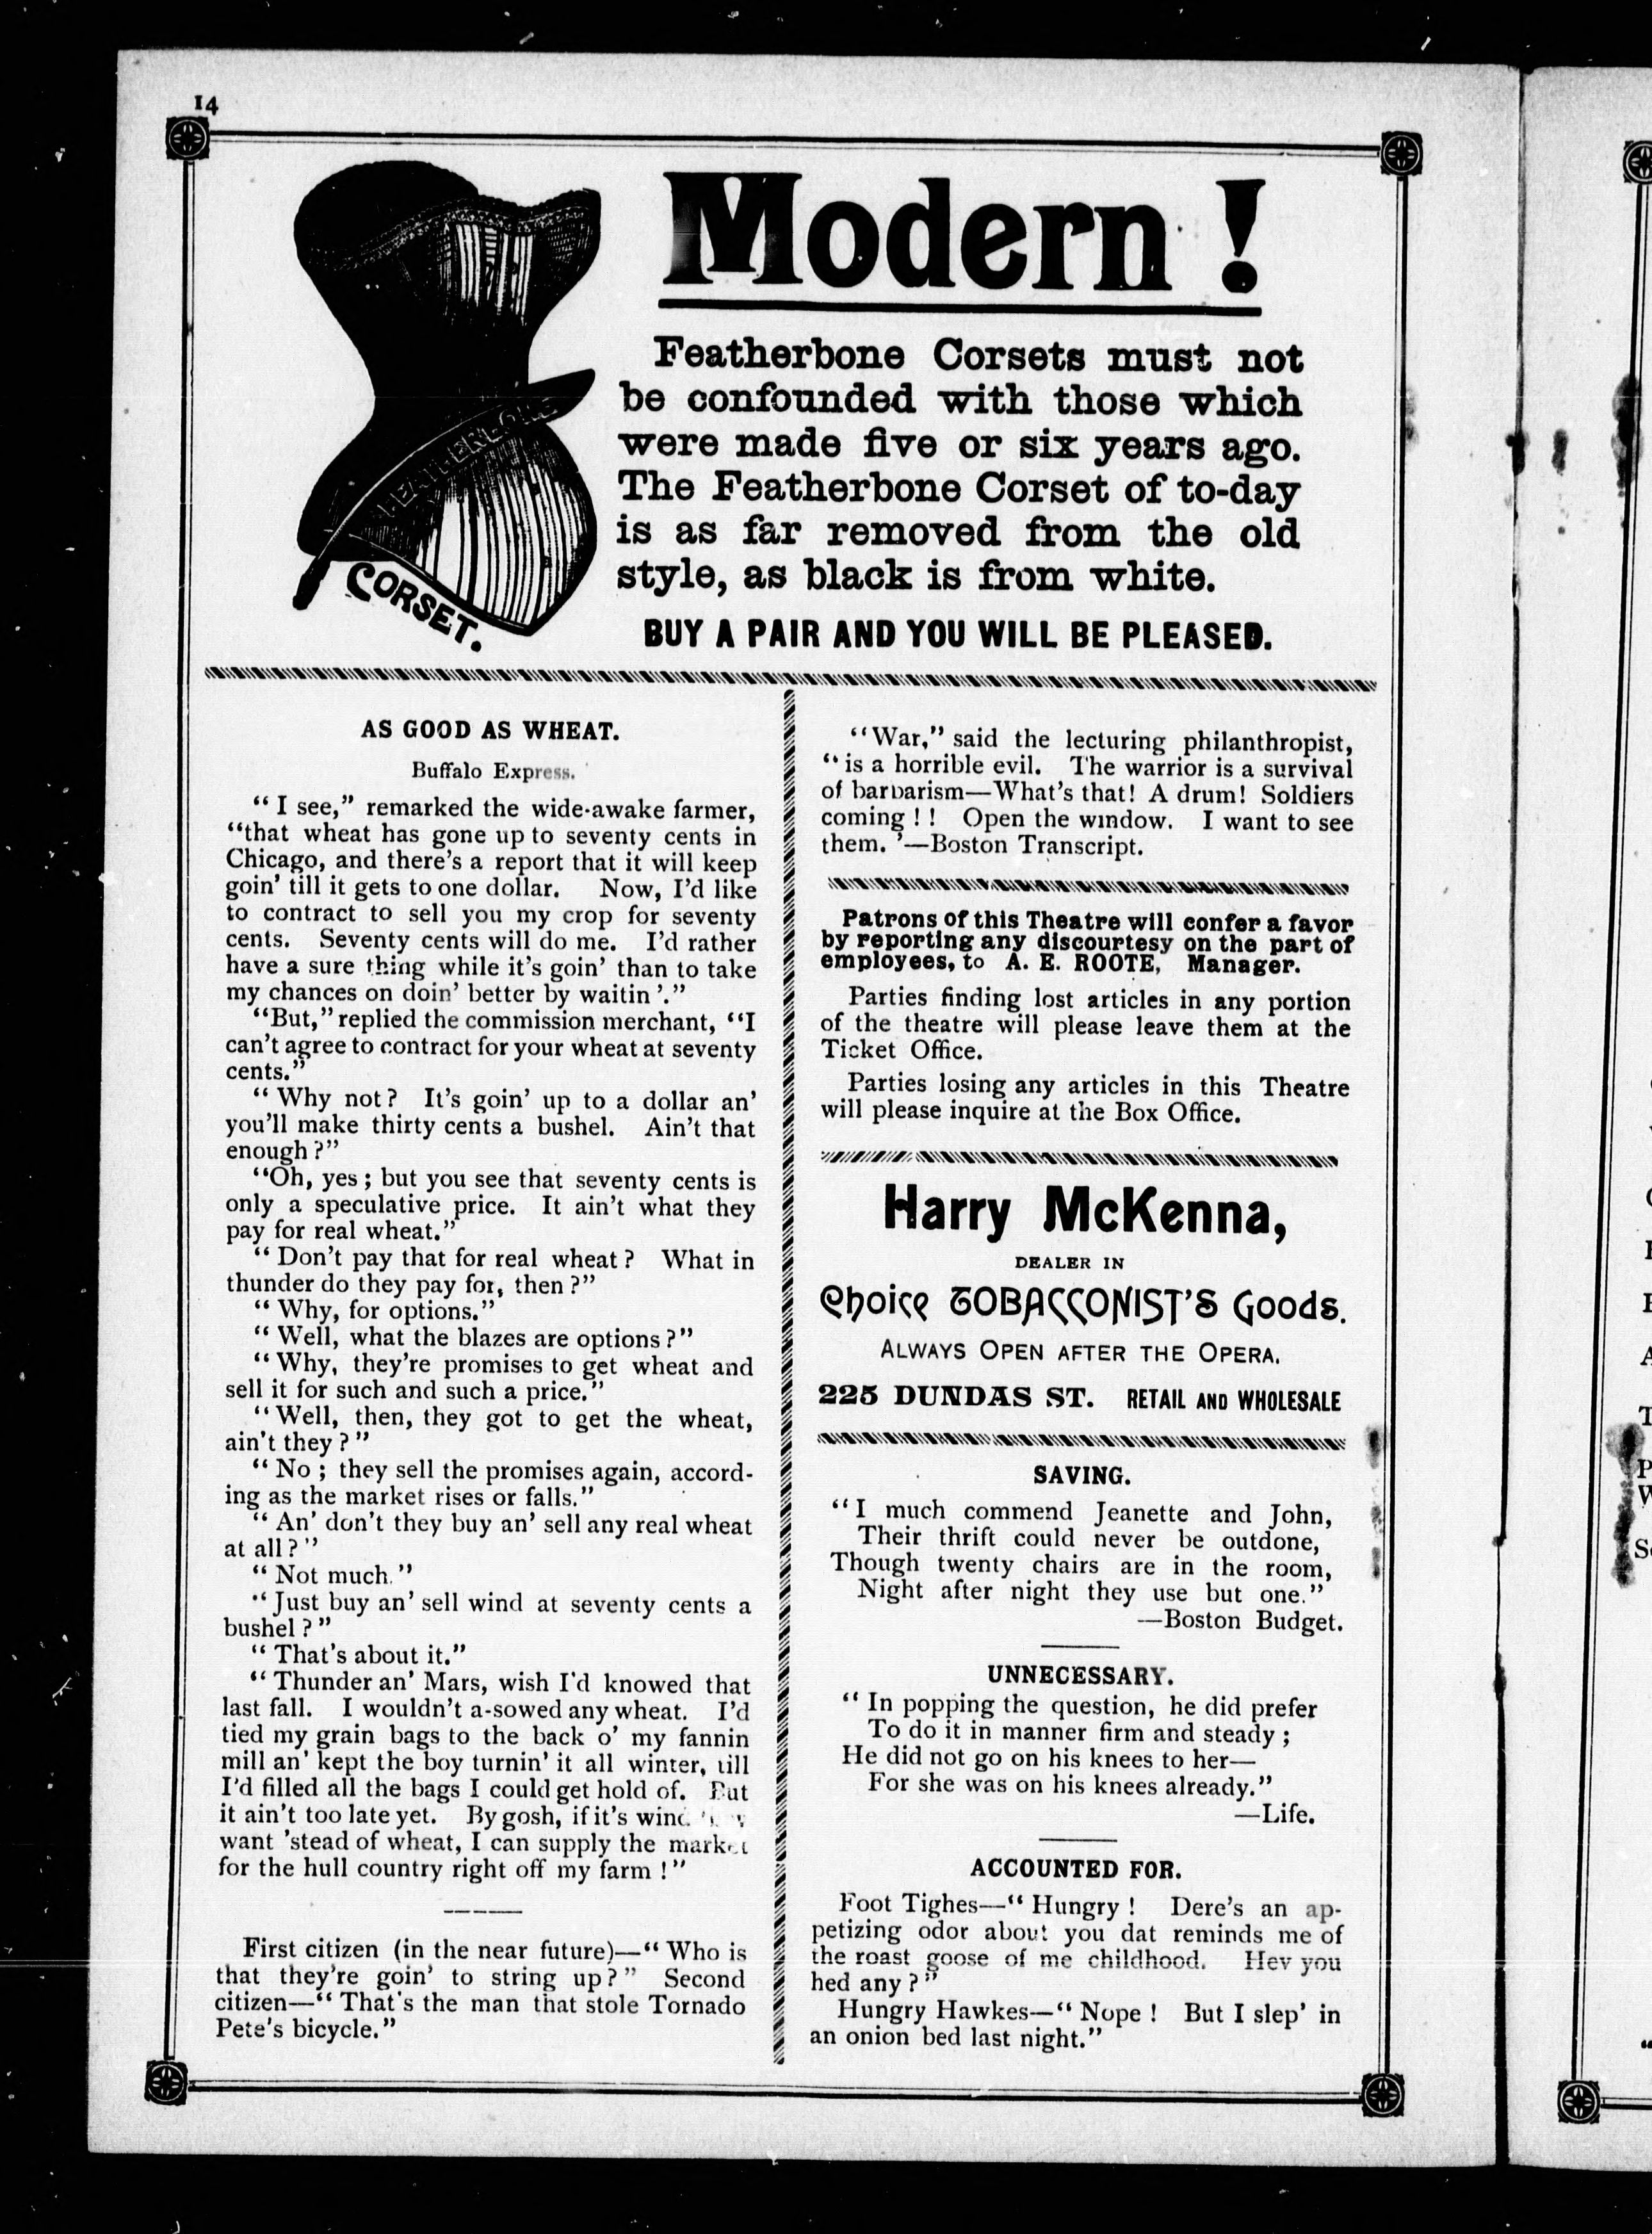 14
Modern !
FEATHERBONE
CORSET.
Featherbone Corsets must not
be confounded with those which
were made five or six years ago.
The Featherbone Corset of to-day
is as far removed from the old
style, as black is from white.
BUY A PAIR AND YOU WILL BE PLEASED.
AS GOOD AS WHEAT.
Buffalo Express.
“ I see,” remarked the wide-awake farmer,
“that wheat has gone up to seventy cents in
Chicago, and there's a report that it will keep
goin' till it gets to one dollar. Now, I'd like
to contract to sell you my crop for seventy
cents. Seventy cents will do me. I'd rather
have a sure thing while it's goin' than to take
my chances on doin' better by waitin '.”
“But,” replied the commission merchant, “I
can't agree to contract for your wheat at seventy
cents.”
“ Why not ? It's goin' up to a dollar an'
you'll make thirty cents a bushel. Ain't that
enough ?”
“Oh, yes ; but you see that seventy cents is
only a speculative price. It ain't what they
pay for real wheat.”
“ Don't pay that for real wheat ? What in
thunder do they pay for, then ?”
“ Why, for options.”
“ Well, what the blazes are options ?”
“ Why, they're promises to get wheat and
sell it for such and such a price.”
“Well, then, they got to get the wheat,
ain't they ? ”
“ No ; they sell the promises again, accord-
ing as the market rises or falls.”
“ An' don't they buy an' sell any real wheat
at all ? ”
“ Not much.”
“Just buy an' sell wind at seventy cents a
bushel ? ”
“ That's about it.”
“ Thunder an' Mars, wish I'd knowed that
last fall. I wouldn't a-sowed any wheat. I'd
tied my grain bags to the back o' my fannin
mill an' kept the boy turnin' it all winter, till
I'd filled all the bags I could get hold of. But
it ain't too late yet. By gosh, if it's wind
want 'stead of wheat, I can supply the market
for the hull country right off my farm !”
First citizen (in the near future)—“ Who is
that they're goin' to string up ? ” Second
citizen—“ That's the man that stole Tornado
Pete's bicycle.”
“War,” said the lecturing philanthropist,
“ is a horrible evil. The warrior is a survival
of barbarism—What's that! A drum! Soldiers
coming ! ! Open the window. I want to see
them. ’—Boston Transcript.
Patrons of this Theatre will confer a favor
by reporting any discourtesy on the part of
employees, to A. E. ROOTE, Manager.
Parties finding lost articles in any portion
of the theatre will please leave them at the
Ticket Office.
Parties losing any articles in this Theatre
will please inquire at the Box Office.
Harry McKenna,
DEALER IN
Choice TOBACCONIST'S Goods.
ALWAYS OPEN AFTER THE OPERA.
225 DUNDAS ST. RETAIL AND WHOLESALE
SAVING.
“I much commend Jeanette and John,
Their thrift could never be outdone,
Though twenty chairs are in the room,
Night after night they use but one.”
—Boston Budget.
UNNECESSARY.
“ In popping the question, he did prefer
To do it in manner firm and steady ;
He did not go on his knees to her—
For she was on his knees already.”
—Life.
ACCOUNTED FOR.
Foot Tighes—“ Hungry ! Dere's an ap-
petizing odor about you dat reminds me of
the roast goose of me childhood. Hev you
hed any ? ”
Hungry Hawkes—“ Nope ! But I slep' in
an onion bed last night.”